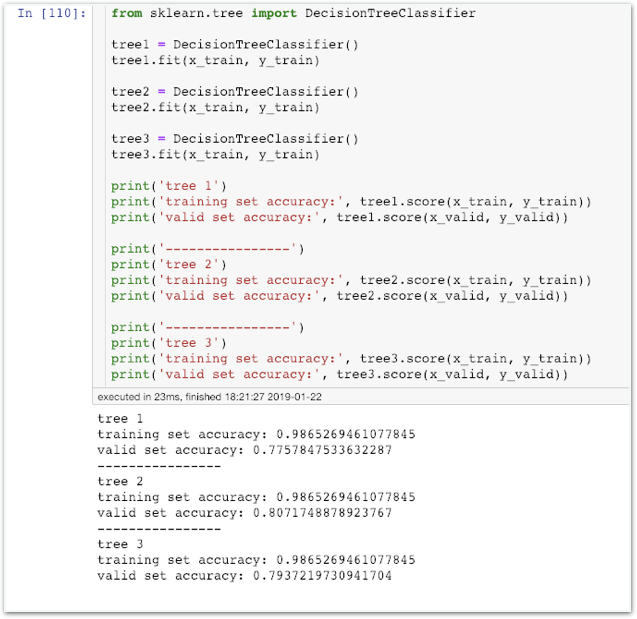 In [110]:
from sklearn.tree import DecisionTreeClassifier
tree1 = DecisionTreeClassifier()
tree1.fit(x_train, y_train)
tree2 = DecisionTreeClassifier()
tree2.fit(x_train, y_train)
tree3 = DecisionTreeClassifier()
tree3.fit(x_train, y_train)
print('tree 1')
print('training set accuracy:', tree1.score(x_train, y_train))
print('valid set accuracy:', tree1.score(x_valid, y_valid))
print('----------------')
print('tree 2')
print('training set accuracy:', tree2.score(x_train, y_train))
print('valid set accuracy:', tree2.score(x_valid, y_valid))
print('----------------')
print('tree 3')
print('training set accuracy:', tree3.score(x_train, y_train))
print('valid set accuracy:', tree3.score(x_valid, y_valid))
executed in 23ms, finished 18:21:27 2019-01-22
tree 1
training set accuracy: 0.9865269461077845
valid set accuracy: 0.7757847533632287
----------------
tree 2
training set accuracy: 0.9865269461077845
valid set accuracy: 0.8071748878923767
----------------
tree 3
training set accuracy: 0.9865269461077845
valid set accuracy: 0.7937219730941704